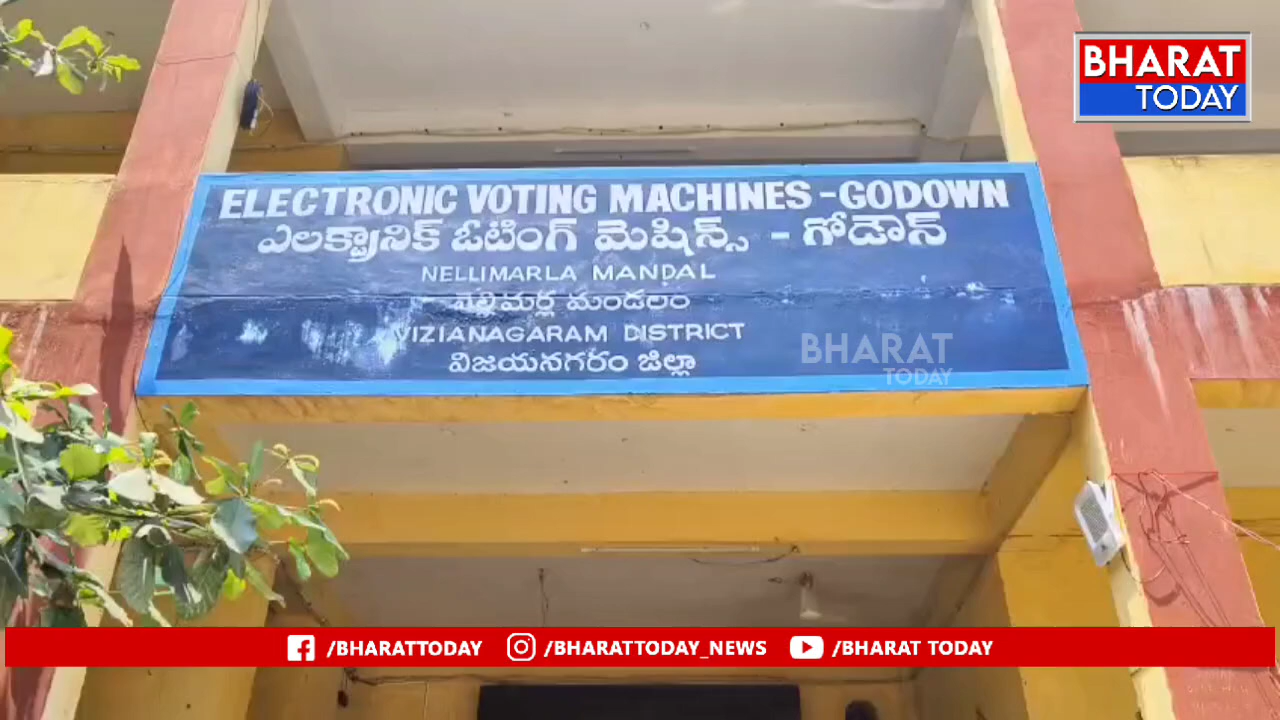 BHARAT
TODAY
ELECTRONIC VOTING MACHINES - GODOWN
ఎలక్ట్రానిక్ ఓటింగ్ మెషిన్స్ - గోడౌన్
NELLIMARLA MANDAL
నెల్లిమర్ల మండలం
VIZIANAGARAM DISTRICT
విజయనగరం జిల్లా
BHARAT
TODAY
/BHARATTODAY /BHARATTODAY_NEWS /BHARAT TODAY